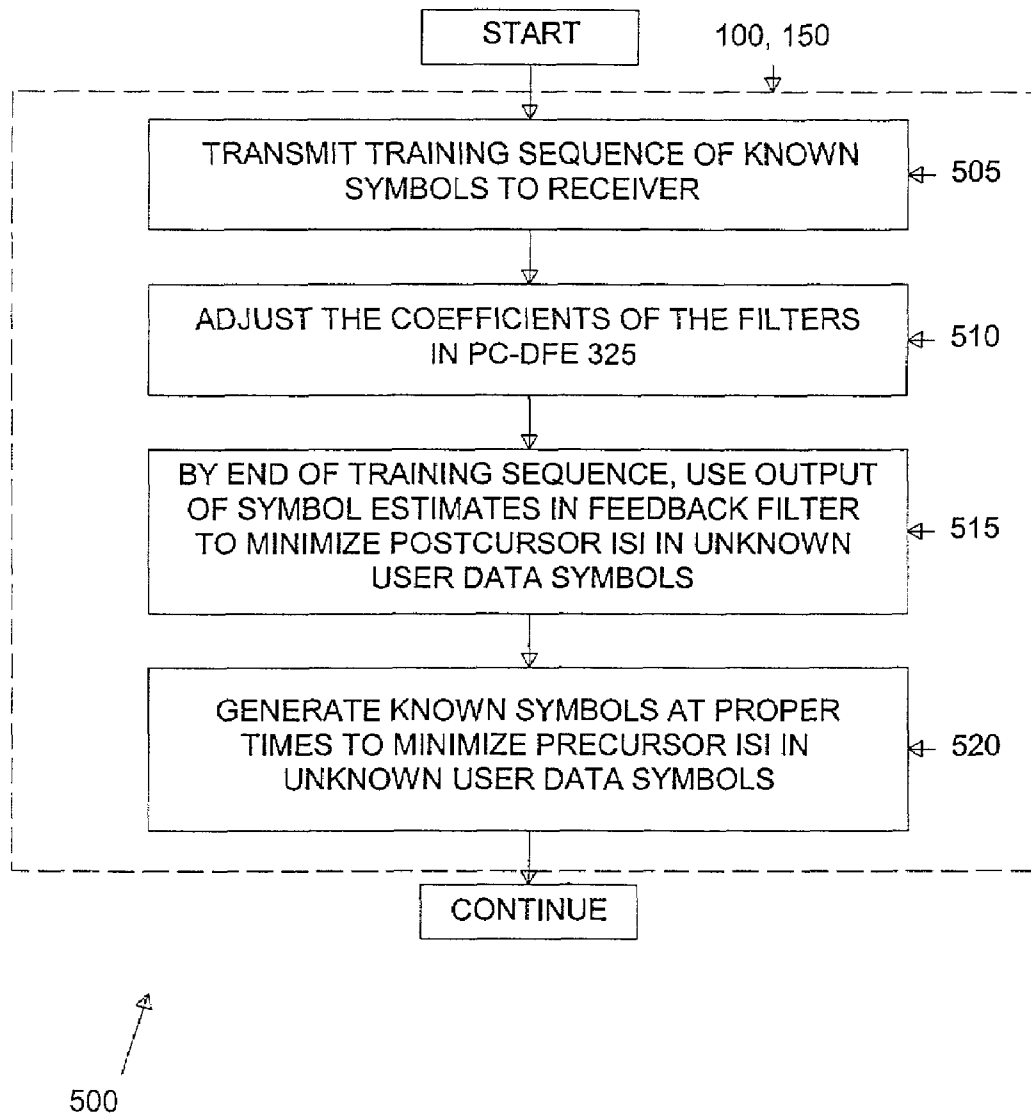 START
100, 150
TRANSMIT TRAINING SEQUENCE OF KNOWN
SYMBOLS TO RECEIVER
505
ADJUST THE COEFFICIENTS OF THE FILTERS
IN PC-DFE 325
510
BY END OF TRAINING SEQUENCE, USE OUTPUT
OF SYMBOL ESTIMATES IN FEEDBACK FILTER
TO MINIMIZE POSTCURSOR ISI IN UNKNOWN
USER DATA SYMBOLS
515
GENERATE KNOWN SYMBOLS AT PROPER
TIMES TO MINIMIZE PRECURSOR ISI IN
UNKNOWN USER DATA SYMBOLS
520
CONTINUE
500